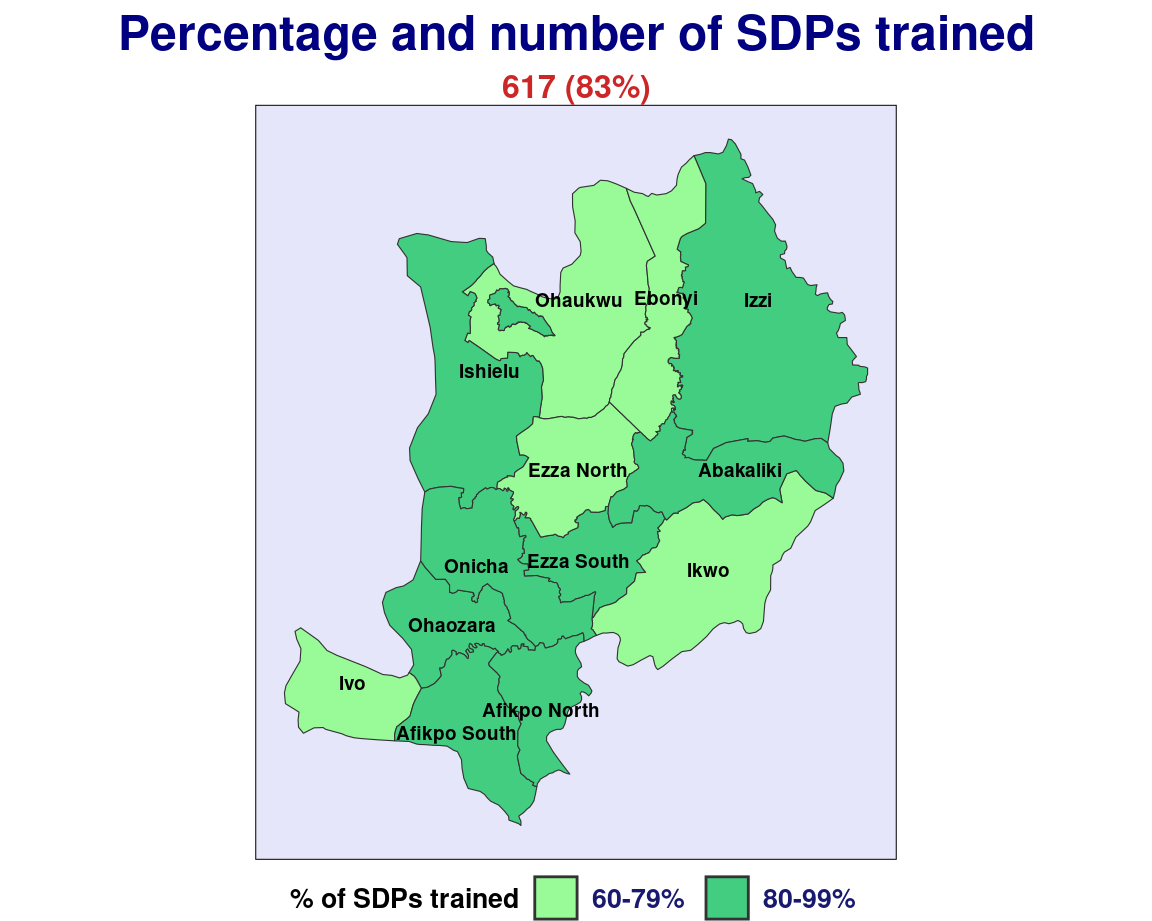 Percentage and number of SDPs trained
617 (83%)
Ohaukwu
Ebonyi
Izzi
Ishielu
Ezza North
Abakaliki
Ezza South
Onicha
Ikwo
Ohaozara
Ivo
Afikpo North
Afikpo South
% of SDPs trained 60-79% 80-99%